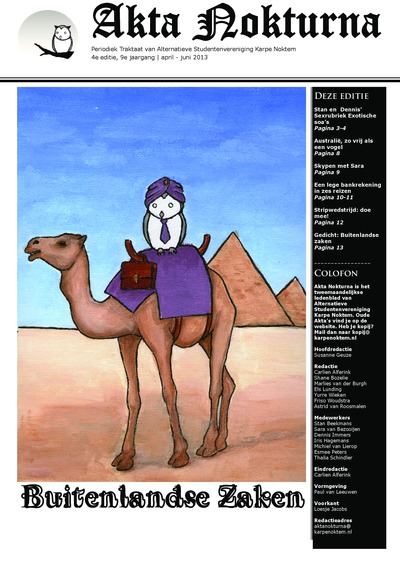 Akta Nokturna
Periodiek Traktaat van Alternatieve Studentenvereniging Karpe Noktem
4e editie, 9e jaargang | april - juni 2013
Deze editie
Stan en Dennis'
Sexrubriek Exotische
soa's
Pagina 3-4
Australië, zo vrij als
een vogel
Pagina 8
Skypen met Sara
Pagina 9
Een lege bankrekening
in zes reizen
Pagina 10-11
Stripwedstrijd: doe
mee!
Pagina 12
Gedicht: Buitenlandse
zaken
Pagina 13
Colofon
Akta Nokturna is het
tweemaandelijkse
ledenblad van
Alternatieve
Studentenvereniging
Karpe Noktem. Oude
Akta's vind je op de
website. Heb je kopij?
Mail dan naar kopij@
karpenoktem.nl
Hoofdredactie
Susanne Geuze
Redactie
Carlien Alferink
Shane Bozelie
Marlies van der Burgh
Els Lunding
Yurre Wieken
Friso Woudstra
Astrid van Roosmalen
Medewerkers
Stan Beekmans
Sara van Bezooijen
Dennis Immers
Iris Hagemans
Michiel van Lierop
Esmee Peters
Thalia Schindler
Eindredactie
Carlien Alferink
Vormgeving
Paul van Leeuwen
Voorkant
Loesje Jacobs
Redactieadres
aktanokturna@
karpenoktem.nl
Buitenlandse Zaken